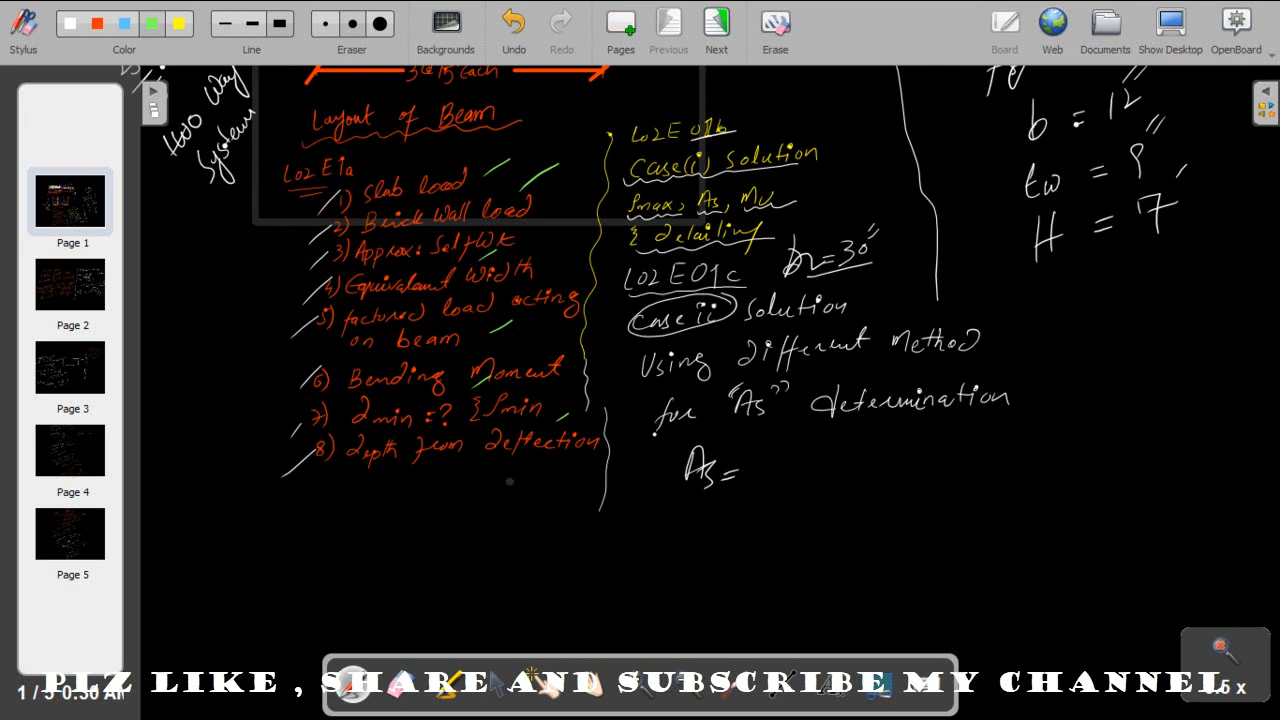 Stylus
Color
Line
Eraser
Backgrounds
Undo
Redo
Pages
Previous
Next
Erase
Board
Web
Documents
Show Desktop
OpenBoard
Page 1
Page 2
Page 3
Page 4
Page 5
two way
system
3@15 Each
Layout of Beam
L02 E1a
1) Slab load
2) Brick Wall load
3) Approx: Self Wt
4) Equivalent Width
5) factored load acting
on beam
6) Bending Moment
7) dmin = ? & ρmin
8) depth from deflection
L02 E 01b
Case(i) Solution
ρmax, As, Mu
& detailing
L02 E01c
br = 30"
Case ii Solution
Using different Method
for "As" determination
As =
b = 12"
tw = 9"
H = 7'
PLZ LIKE , SHARE AND SUBSCRIBE MY CHANNEL